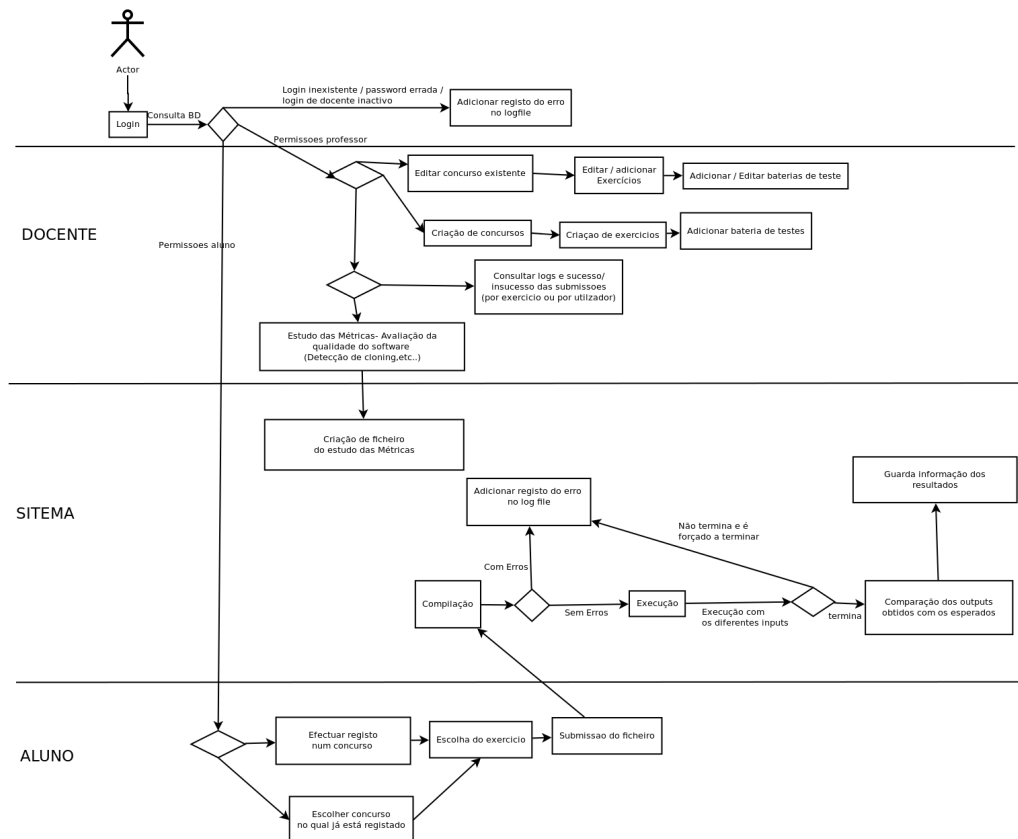 Actor
Login
Consulta BD
Login inexistente / password errada /
login de docente inactivo
Adicionar registo do erro
no logfile
Permissoes professor
Editar concurso existente
Editar / adicionar
Exercícios
Adicionar / Editar baterias de teste
DOCENTE
Permissoes aluno
Criação de concursos
Criaçao de exercicios
Adicionar bateria de testes
Consultar logs e sucesso/
insucesso das submissoes
(por exercicio ou por utilzador)
Estudo das Métricas- Avaliação da
qualidade do software
(Detecção de cloning,etc..)
Criação de ficheiro
do estudo das Métricas
SITEMA
Adicionar registo do erro
no log file
Guarda informação dos
resultados
Não termina e é
forçado a terminar
Com Erros
Compilação
Sem Erros
Execução
Execução com
os diferentes inputs
termina
Comparação dos outputs
obtidos com os esperados
ALUNO
Efectuar registo
num concurso
Escolha do exercicio
Submissao do ficheiro
Escolher concurso
no qual já está registado